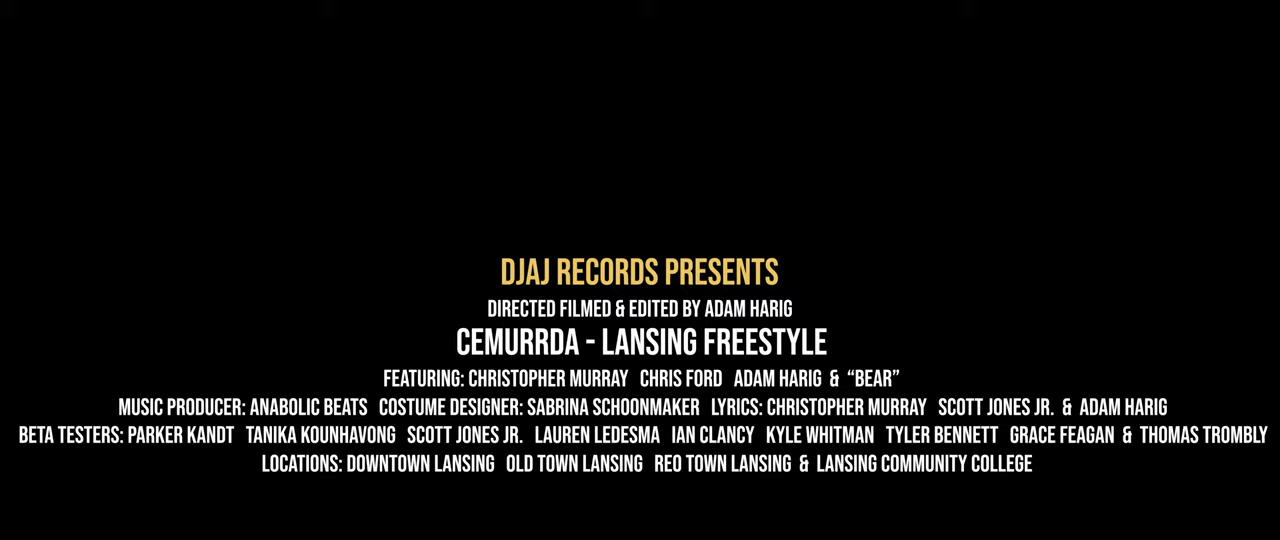 DJAJ RECORDS PRESENTS
DIRECTED FILMED & EDITED BY ADAM HARIG
CEMURRDA - LANSING FREESTYLE
FEATURING: CHRISTOPHER MURRAY CHRIS FORD ADAM HARIG & “BEAR”
MUSIC PRODUCER: ANABOLIC BEATS COSTUME DESIGNER: SABRINA SCHOONMAKER LYRICS: CHRISTOPHER MURRAY SCOTT JONES JR. & ADAM HARIG
BETA TESTERS: PARKER KANDT TANIKA KOUNHAVONG SCOTT JONES JR. LAUREN LEDESMA IAN CLANCY KYLE WHITMAN TYLER BENNETT GRACE FEAGAN & THOMAS TROMBLY
LOCATIONS: DOWNTOWN LANSING OLD TOWN LANSING REO TOWN LANSING & LANSING COMMUNITY COLLEGE